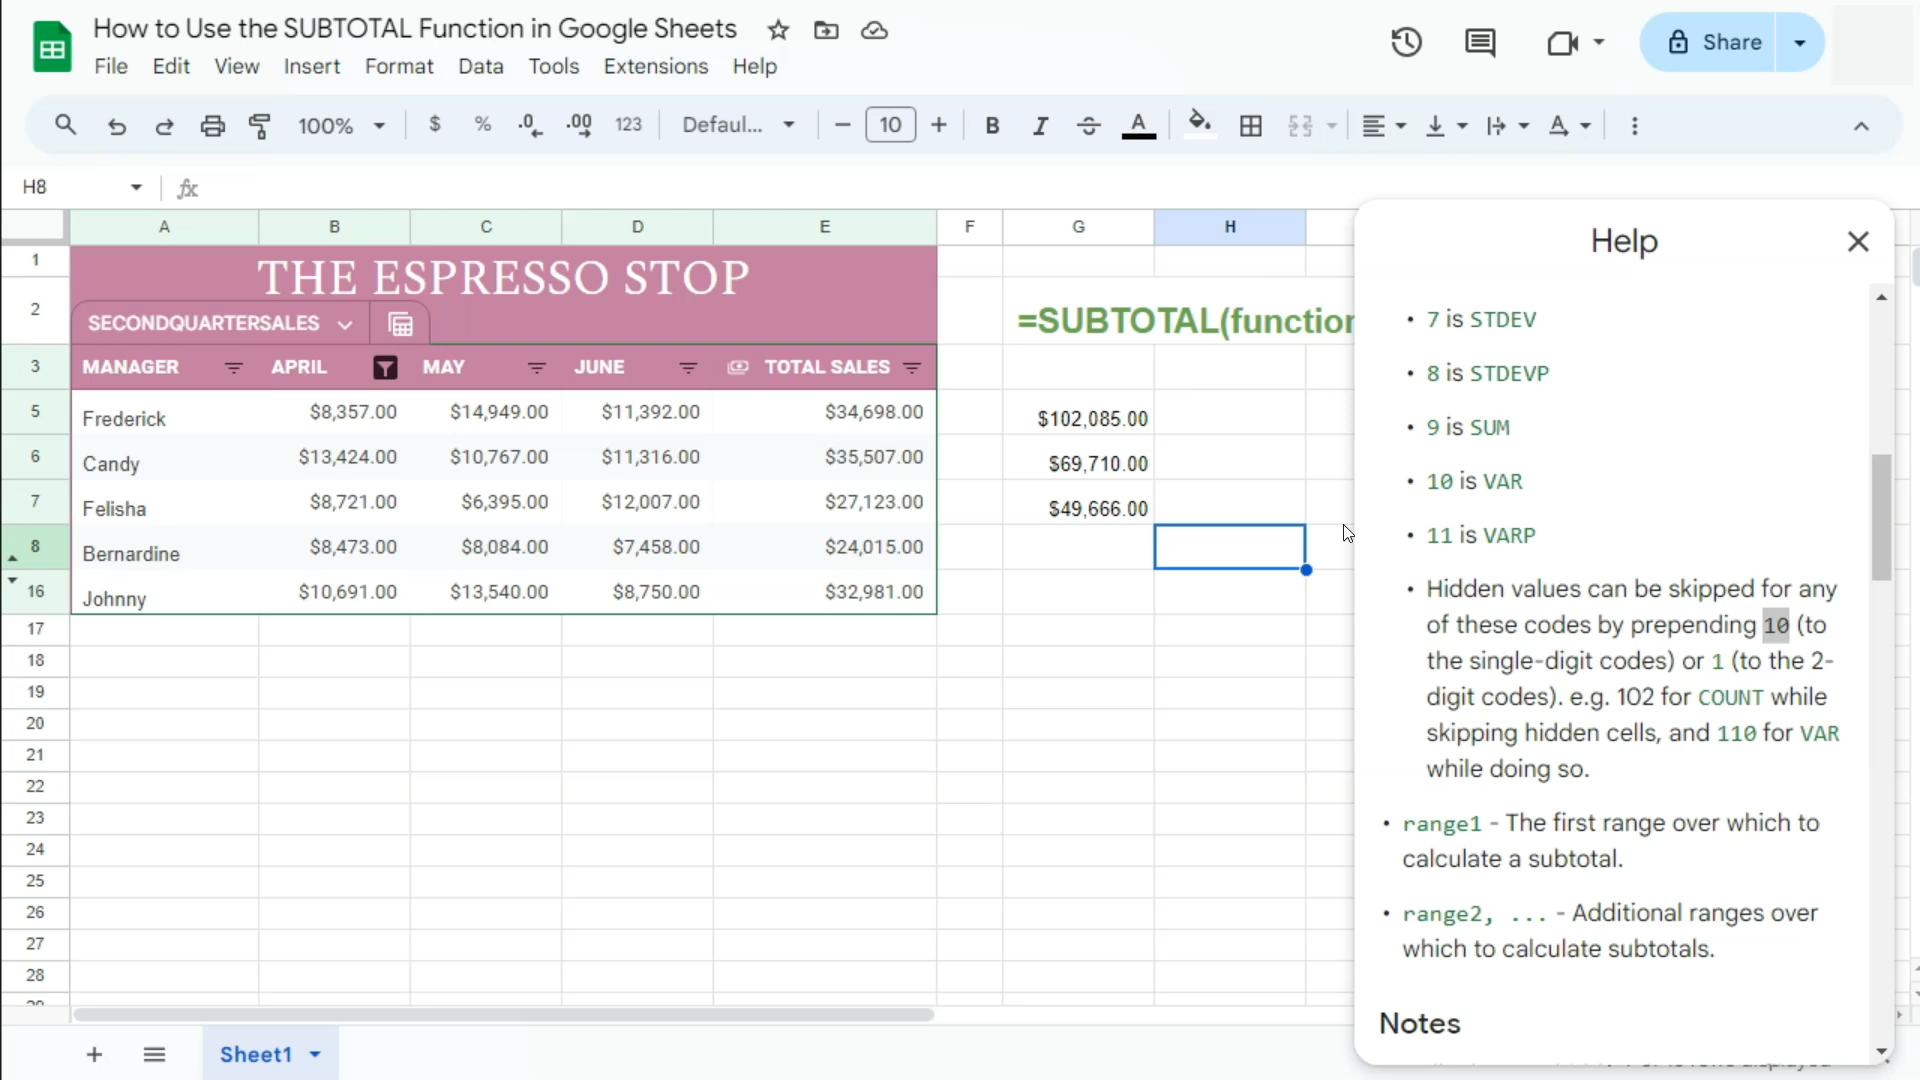 How to Use the SUBTOTAL Function in Google Sheets
File Edit View Insert Format Data Tools Extensions Help
Share
100% $ % .0 .00 123 Defaul... 10 B I A
H8 fx
A B C D E F G H
1
THE ESPRESSO STOP
2
SECONDQUARTERSALES
=SUBTOTAL(function
3 MANAGER APRIL MAY JUNE TOTAL SALES
5 Frederick $8,357.00 $14,949.00 $11,392.00 $34,698.00 $102,085.00
6 Candy $13,424.00 $10,767.00 $11,316.00 $35,507.00 $69,710.00
7 Felisha $8,721.00 $6,395.00 $12,007.00 $27,123.00 $49,666.00
8 Bernardine $8,473.00 $8,084.00 $7,458.00 $24,015.00
16 Johnny $10,691.00 $13,540.00 $8,750.00 $32,981.00
17
18
19
20
21
22
23
24
25
26
27
28
Sheet1
Help
• 7 is STDEV
• 8 is STDEVP
• 9 is SUM
• 10 is VAR
• 11 is VARP
• Hidden values can be skipped for any
of these codes by prepending 10 (to
the single-digit codes) or 1 (to the 2-
digit codes). e.g. 102 for COUNT while
skipping hidden cells, and 110 for VAR
while doing so.
• range1 - The first range over which to
calculate a subtotal.
• range2, ... - Additional ranges over
which to calculate subtotals.
Notes